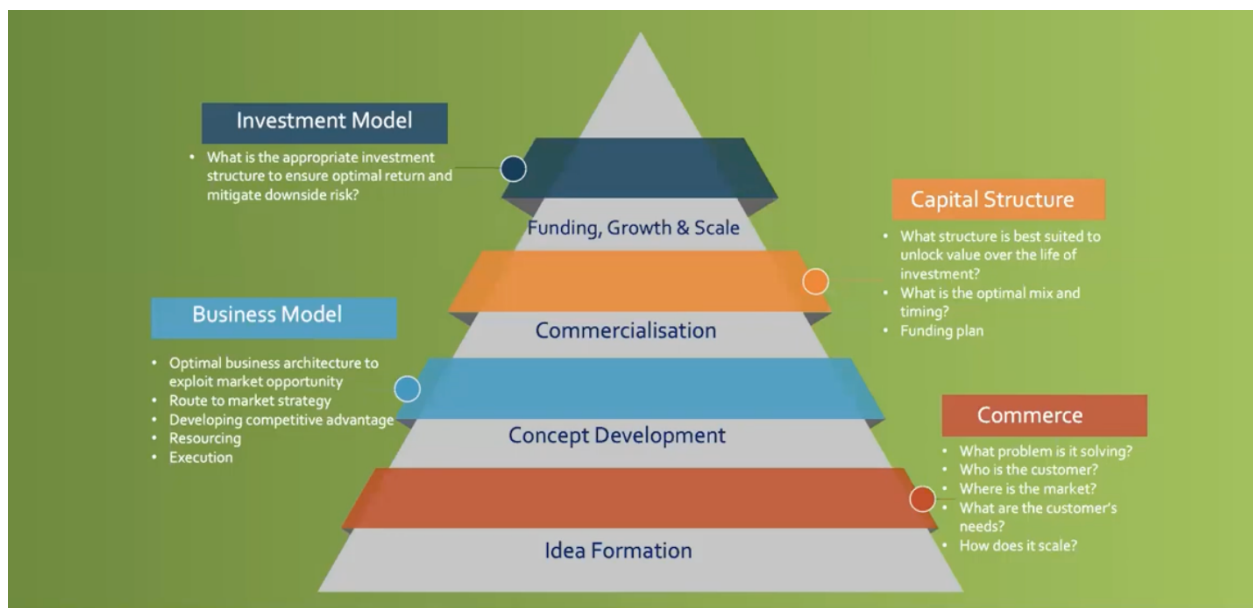 Investment Model
• What is the appropriate investment
structure to ensure optimal return and
mitigate downside risk?
Funding, Growth & Scale
Capital Structure
• What structure is best suited to
unlock value over the life of
investment?
• What is the optimal mix and
timing?
• Funding plan
Business Model
• Optimal business architecture to
exploit market opportunity
• Route to market strategy
• Developing competitive advantage
• Resourcing
• Execution
Commercialisation
Concept Development
Commerce
• What problem is it solving?
• Who is the customer?
• Where is the market?
• What are the customer's
needs?
• How does it scale?
Idea Formation